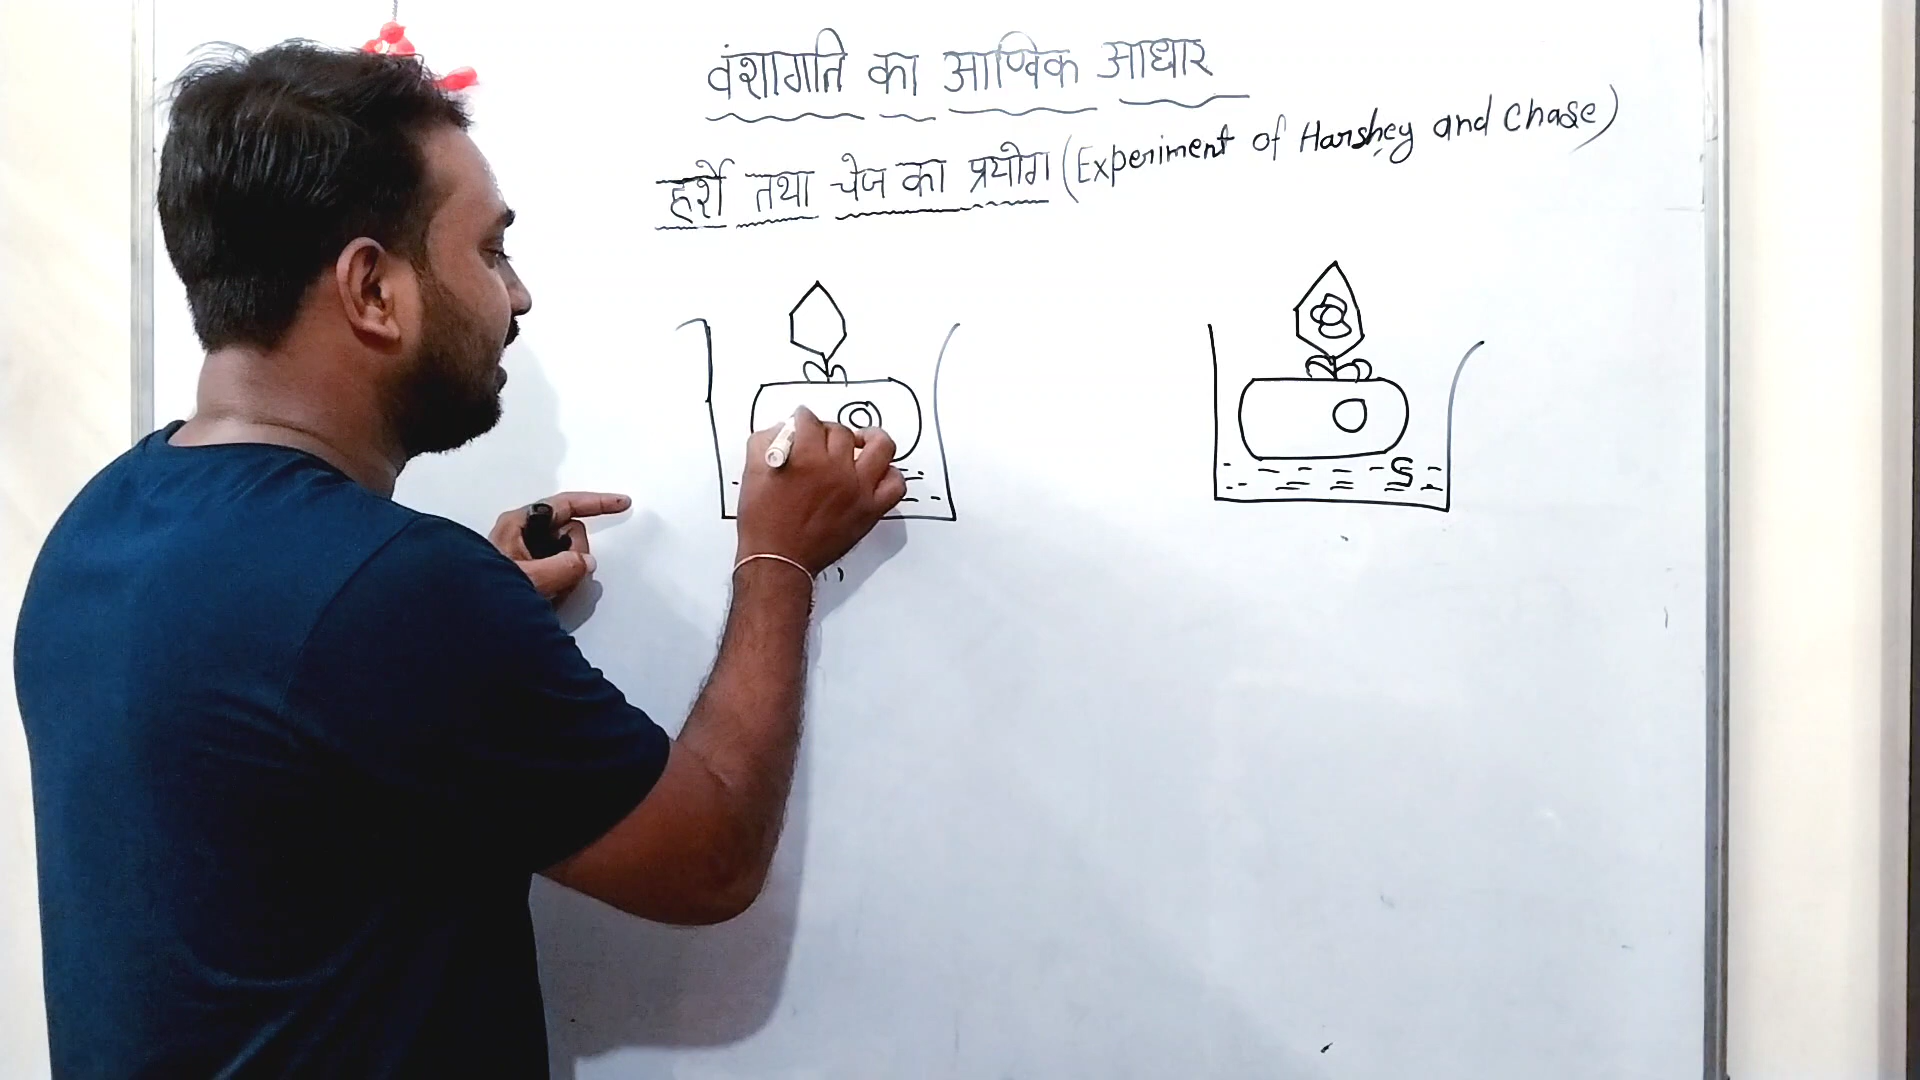 वंशागति का आण्विक आधार
हर्शे तथा चेज का प्रयोग (Experiment of Harshey and Chase)
S